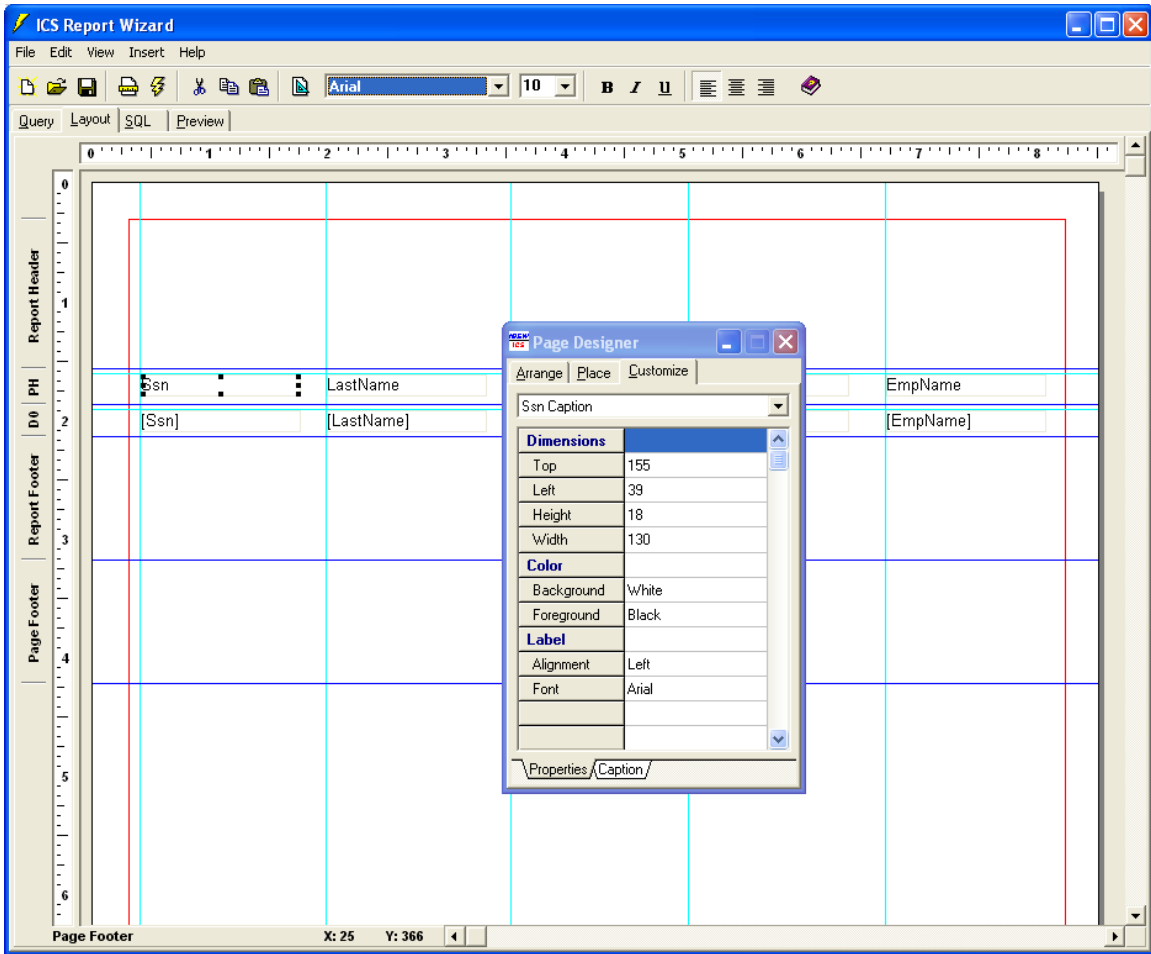 ICS Report Wizard
File Edit View Insert Help
Arial 10 B I U
Query Layout SQL Preview
0 1 2 3 4 5 6 7 8
0
Report Header
1
PH
Ssn LastName EmpName
D0
2
[Ssn] [LastName] [EmpName]
Report Footer
3
Page Footer
4
5
6
Page Designer
Arrange Place Customize
Ssn Caption
Dimensions
Top 155
Left 39
Height 18
Width 130
Color
Background White
Foreground Black
Label
Alignment Left
Font Arial
Properties Caption
Page Footer X: 25 Y: 366